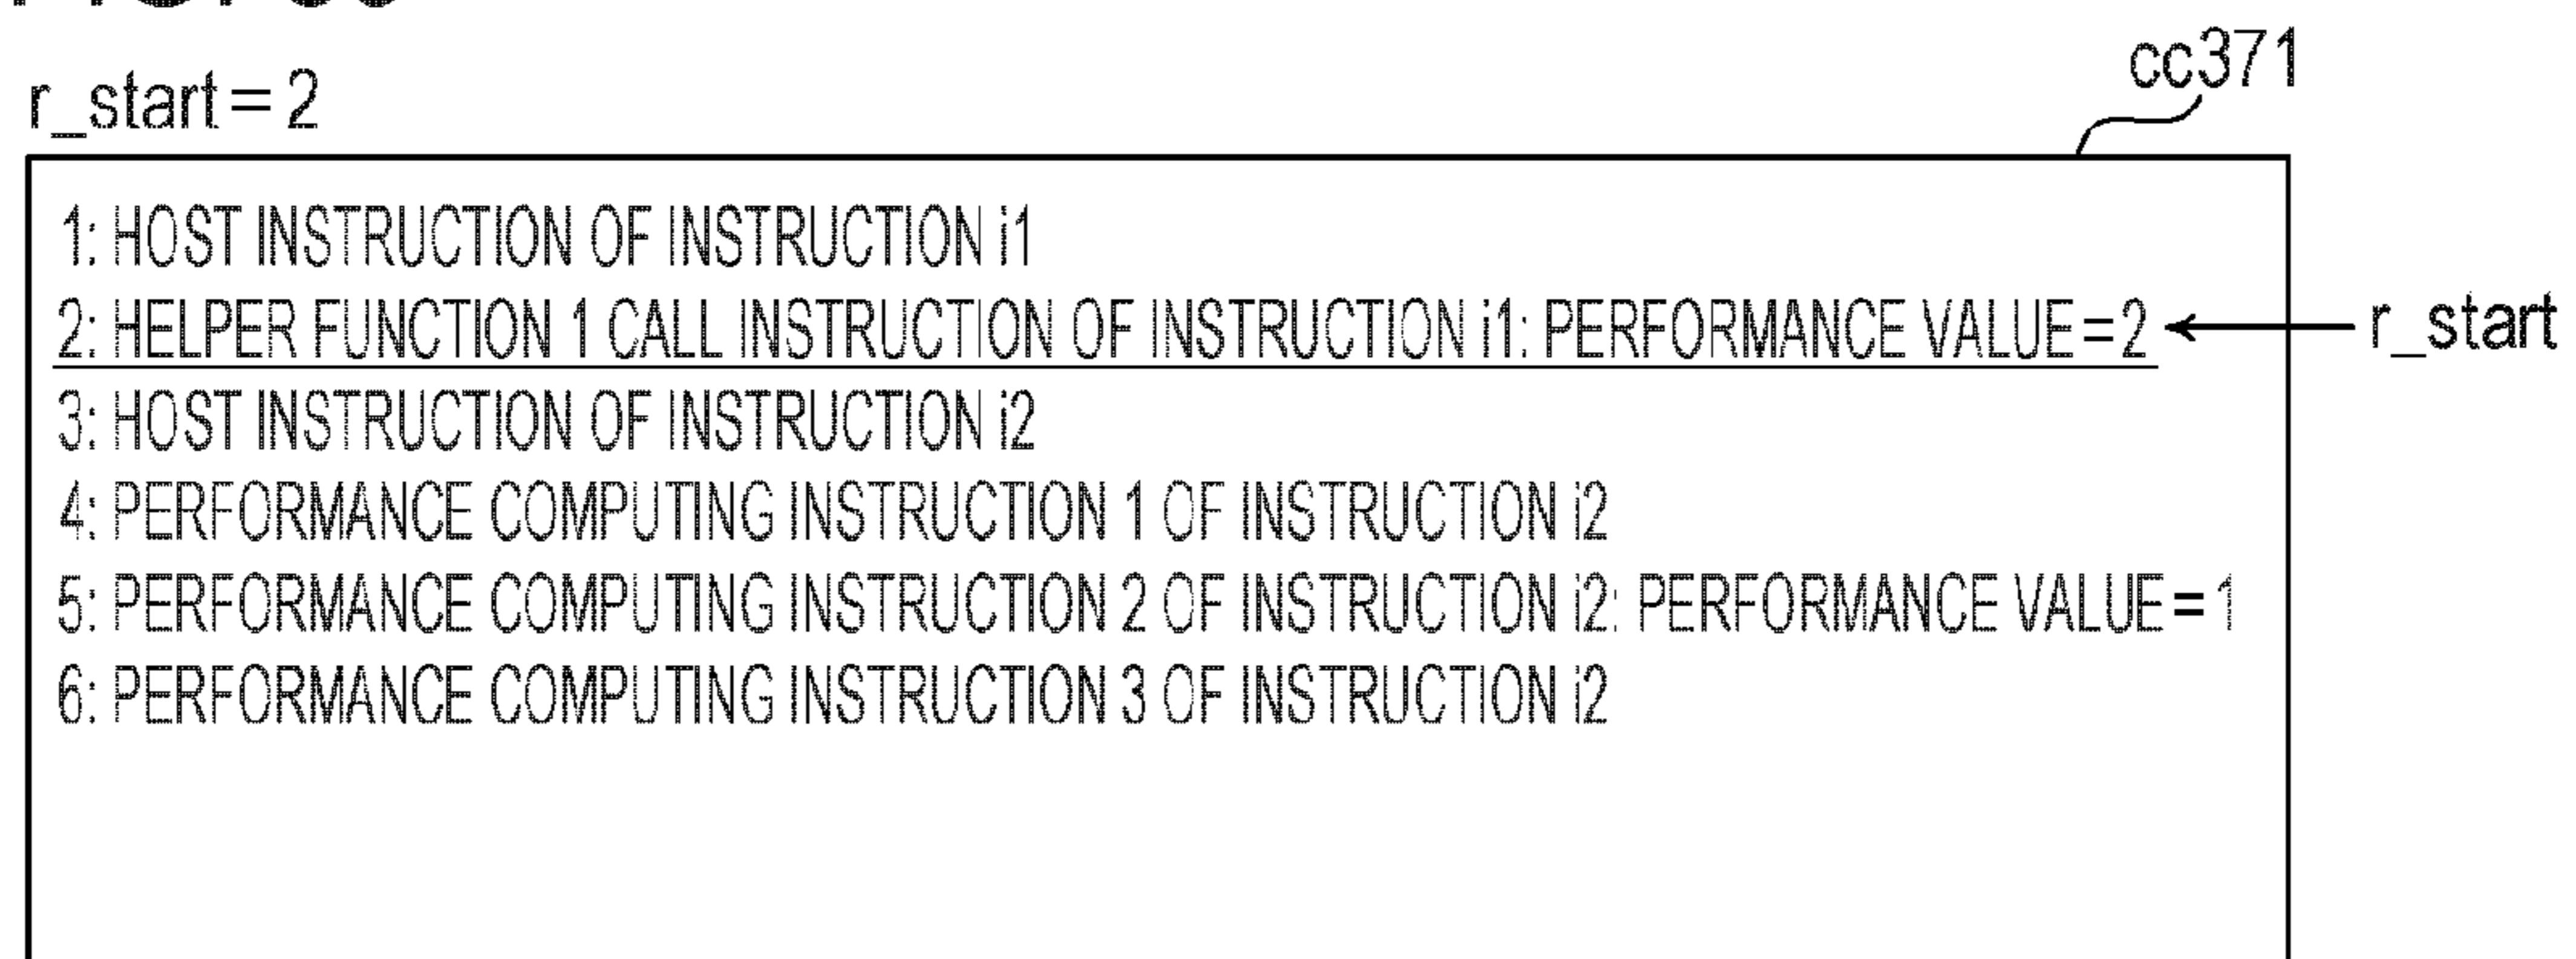 r_start = 2
cc371
1: HOST INSTRUCTION OF INSTRUCTION i1
2: HELPER FUNCTION 1 CALL INSTRUCTION OF INSTRUCTION i1: PERFORMANCE VALUE = 2
r_start
3: HOST INSTRUCTION OF INSTRUCTION i2
4: PERFORMANCE COMPUTING INSTRUCTION 1 OF INSTRUCTION i2
5: PERFORMANCE COMPUTING INSTRUCTION 2 OF INSTRUCTION i2: PERFORMANCE VALUE = 1
6: PERFORMANCE COMPUTING INSTRUCTION 3 OF INSTRUCTION i2